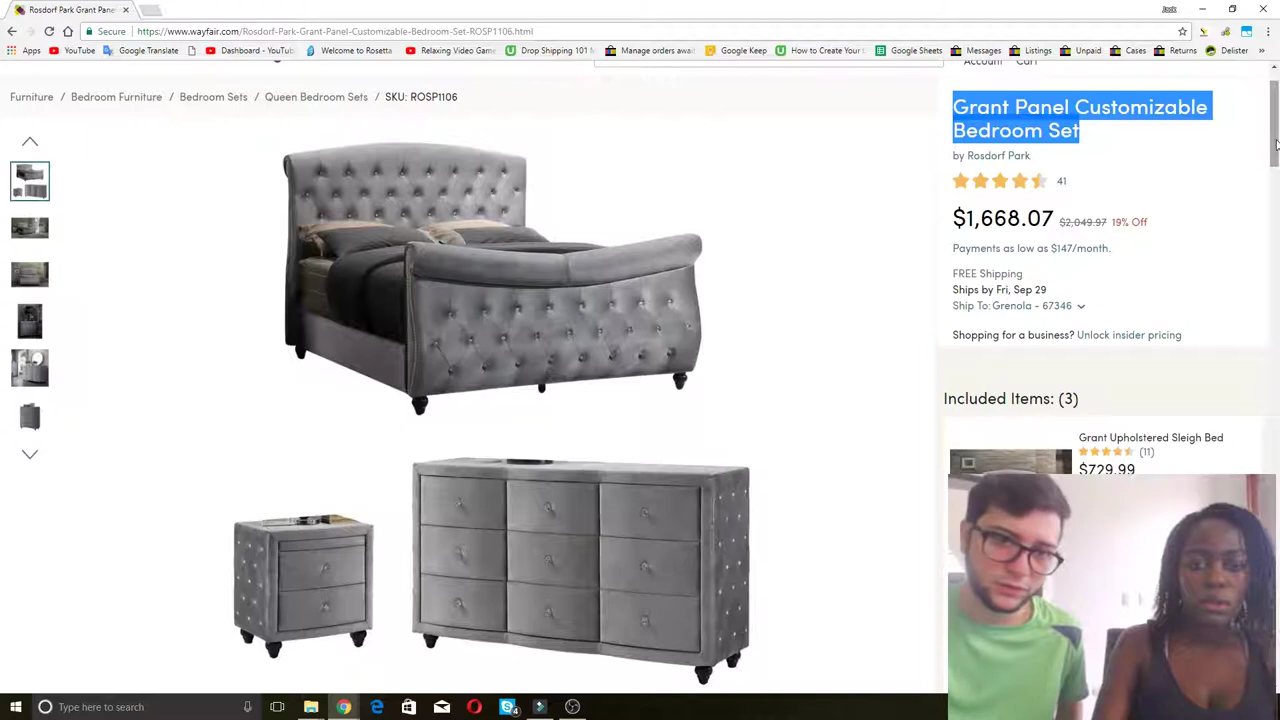 Rosdorf Park Grant Pane
Secure
https://www.wayfair.com/Rosdorf-Park-Grant-Panel-Customizable-Bedroom-Set-ROSP1106.html
Apps YouTube Google Translate Dashboard - YouTub Welcome to Rosetta Relaxing Video Game Drop Shipping 101 Manage orders await Google Keep How to Create Your Google Sheets Messages Listings Unpaid Cases Returns Delister
Account Cart
Furniture / Bedroom Furniture / Bedroom Sets / Queen Bedroom Sets / SKU: ROSP1106
Grant Panel Customizable
Bedroom Set
by Rosdorf Park
41
$1,668.07 $2,049.97 19% Off
Payments as low as $147/month.
FREE Shipping
Ships by Fri, Sep 29
Ship To: Grenola - 67346
Shopping for a business? Unlock insider pricing
Included Items: (3)
Grant Upholstered Sleigh Bed
(11)
$729.99
Type here to search
4